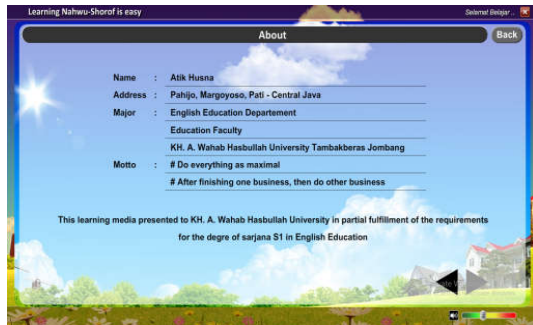 Learning Nahwu-Shorof is easy
Selamat Belajar ..
About
Back
Name : Atik Husna
Address : Pahijo, Margoyoso, Pati - Central Java
Major : English Education Departement
Education Faculty
KH. A. Wahab Hasbullah University Tambakberas Jombang
Motto : # Do everything as maximal
# After finishing one business, then do other business
This learning media presented to KH. A. Wahab Hasbullah University in partial fulfillment of the requirements
for the degre of sarjana S1 in English Education